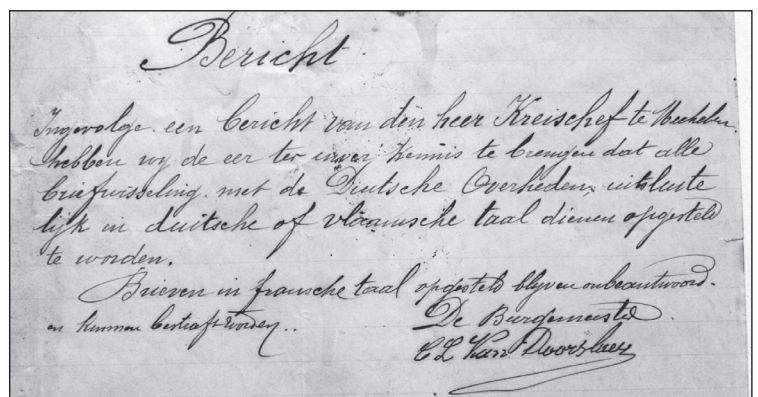 Bericht
Ingevolge een bericht van den heer Kreischef te Mechelen
hebben wy de eer ter uwer kennis te brengen dat alle
briefwisseling met de Duitsche Overheden, uitsluite
lijk in duitsche of vlaamsche taal dienen opgesteld
te worden.
Brieven in fransche taal opgesteld blyven onbeantwoord.
en kunnen bestraft worden..
De Burgemeester
Van Doorslaer